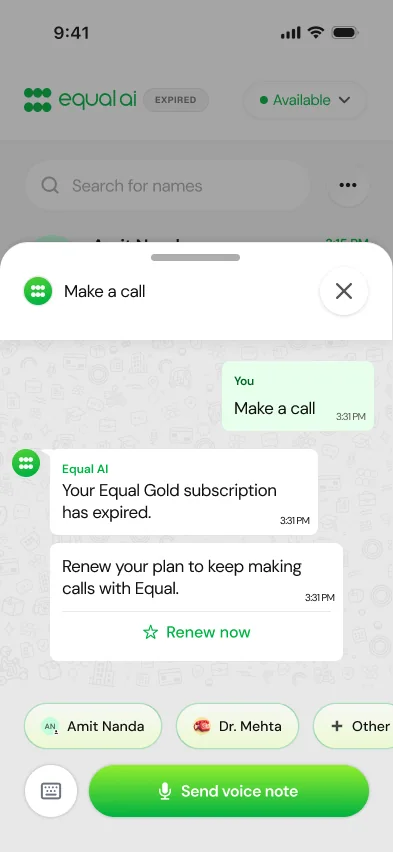 9:41
equal ai
EXPIRED
Available
Search for names
Make a call
You
Make a call
3:31 PM
Equal AI
Your Equal Gold subscription
has expired.
3:31 PM
Renew your plan to keep making
calls with Equal.
3:31 PM
Renew now
AN
Amit Nanda
Dr. Mehta
+ Other
Send voice note